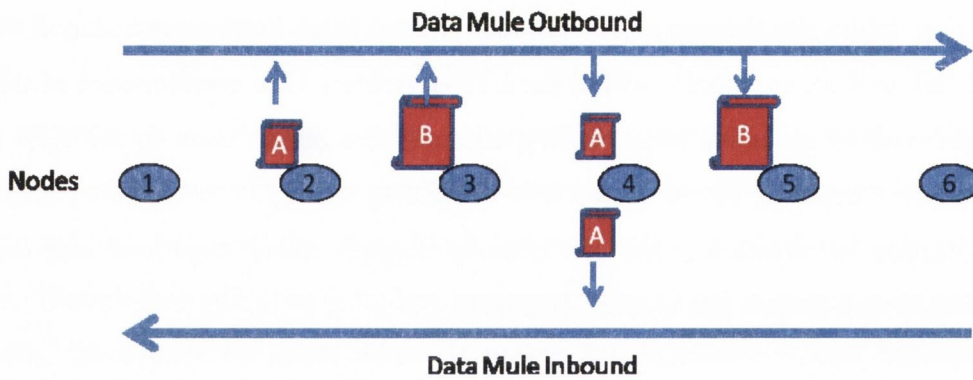 Data Mule Outbound
A B A B
Nodes 1 2 3 4 5 6
A
Data Mule Inbound